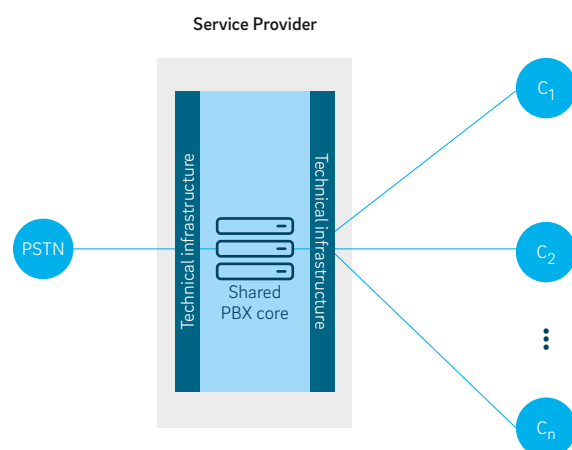 Service Provider
PSTN
Technical infrastructure
Shared
PBX core
Technical infrastructure
C1
C2
Cn